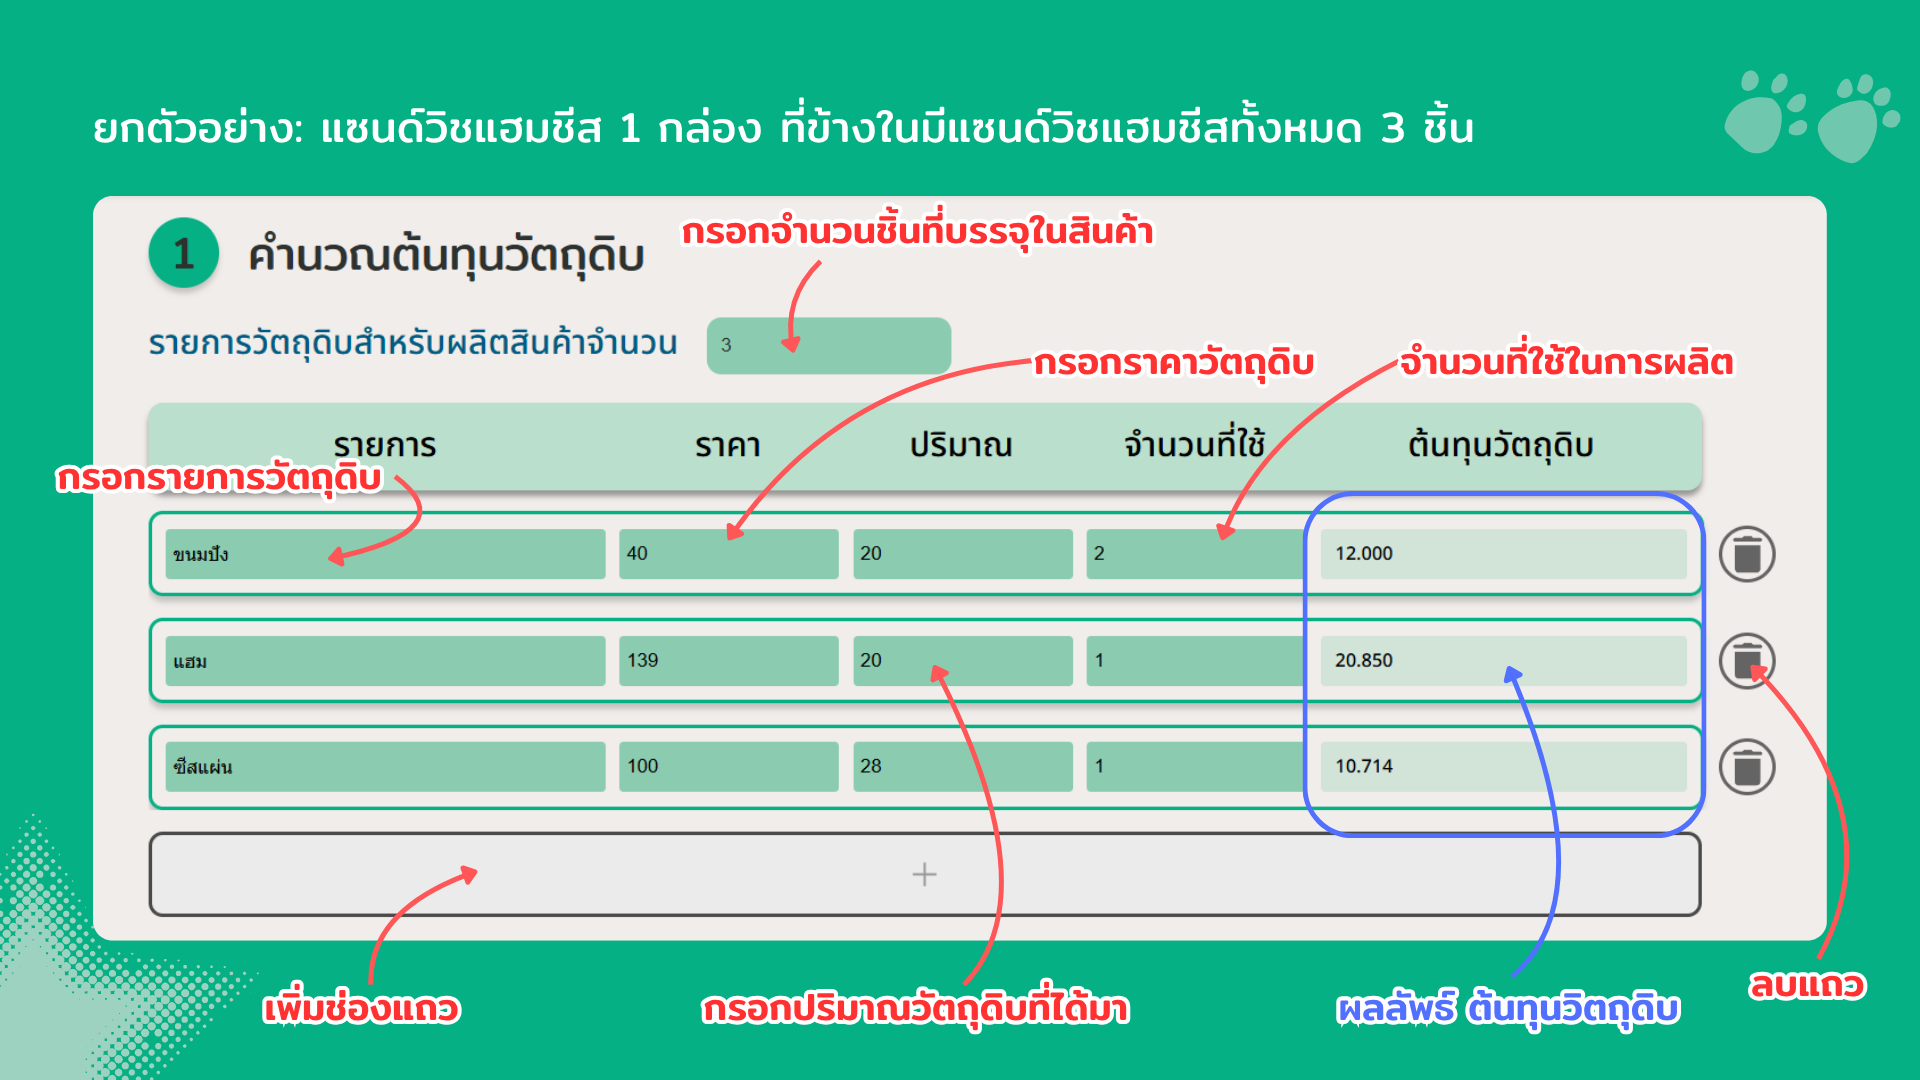 ยกตัวอย่าง: แซนด์วิชแฮมชีส 1 กล่อง ที่ข้างในมีแซนด์วิชแฮมชีสทั้งหมด 3 ชิ้น
กรอกจำนวนชิ้นที่บรรจุในสินค้า
1 คำนวณต้นทุนวัตถุดิบ
รายการวัตถุดิบสำหรับผลิตสินค้าจำนวน 3
กรอกราคาวัตถุดิบ จำนวนที่ใช้ในการผลิต
รายการ ราคา ปริมาณ จำนวนที่ใช้ ต้นทุนวัตถุดิบ
กรอกรายการวัตถุดิบ
ขนมปัง 40 20 2 12.000
แฮม 139 20 1 20.850
ชีสแผ่น 100 28 1 10.714
+
เพิ่มช่องแถว กรอกปริมาณวัตถุดิบที่ได้มา ผลลัพธ์ ต้นทุนวิตถุดิบ ลบแถว